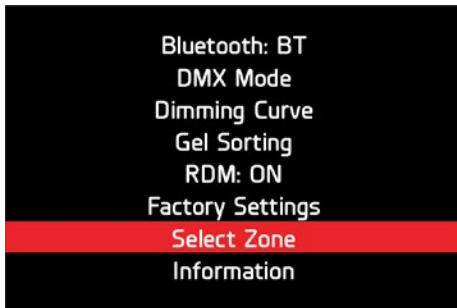 Bluetooth: BT
DMX Mode
Dimming Curve
Gel Sorting
RDM: ON
Factory Settings
Select Zone
Information